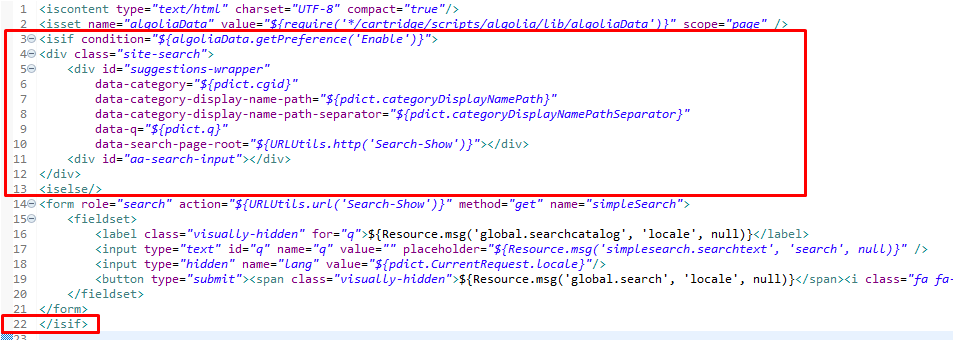 1 <iscontent type="text/html" charset="UTF-8" compact="true"/>
2 <isset name="algoliaData" value="${require('*/cartridge/scripts/algolia/lib/algoliaData')}" scope="page" />
3 <isif condition="${algoliaData.getPreference('Enable')}">
4 <div class="site-search">
5 <div id="suggestions-wrapper"
6 data-category="${pdict.cgid}"
7 data-category-display-name-path="${pdict.categoryDisplayNamePath}"
8 data-category-display-name-path-separator="${pdict.categoryDisplayNamePathSeparator}"
9 data-q="${pdict.q}"
10 data-search-page-root="${URLUtils.http('Search-Show')}"></div>
11 <div id="aa-search-input"></div>
12 </div>
13 <iselse/>
14 <form role="search" action="${URLUtils.url('Search-Show')}" method="get" name="simpleSearch">
15 <fieldset>
16 <label class="visually-hidden" for="q">${Resource.msg('global.searchcatalog', 'locale', null)}</label>
17 <input type="text" id="q" name="q" value="" placeholder="${Resource.msg('simplesearch.searchtext', 'search', null)}" />
18 <input type="hidden" name="lang" value="${pdict.CurrentRequest.locale}"/>
19 <button type="submit"><span class="visually-hidden">${Resource.msg('global.search', 'locale', null)}</span><i class="fa fa-
20 </fieldset>
21 </form>
22 </isif>
23